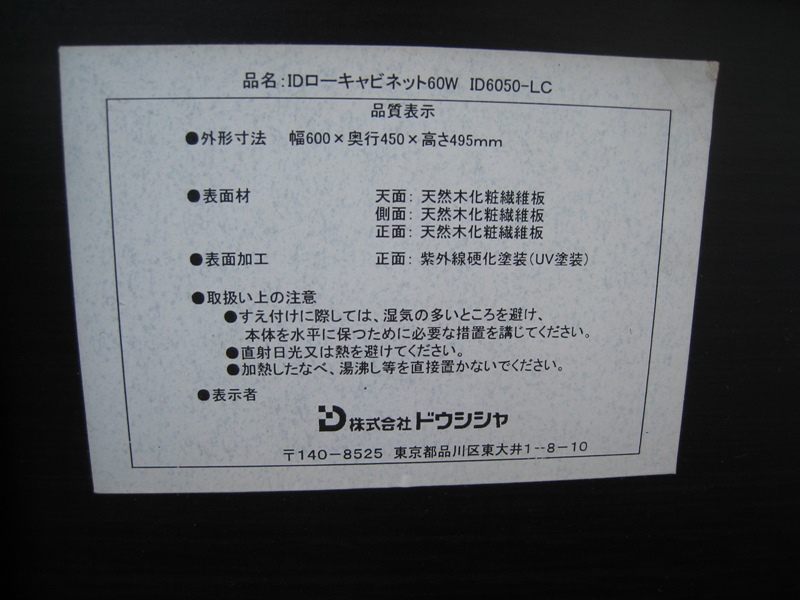 品名:IDローキャビネット60W ID6050-LC
品質表示
●外形寸法 幅600×奥行450×高さ495mm
●表面材 天面: 天然木化粧繊維板
側面: 天然木化粧繊維板
正面: 天然木化粧繊維板
●表面加工 正面: 紫外線硬化塗装(UV塗装)
●取扱い上の注意
●すえ付けに際しては、湿気の多いところを避け、
本体を水平に保つために必要な措置を講じてください。
●直射日光又は熱を避けてください。
●加熱したなべ、湯沸し等を直接置かないでください。
●表示者
株式会社 ドウシシャ
〒140-8525 東京都品川区東大井1--8-10